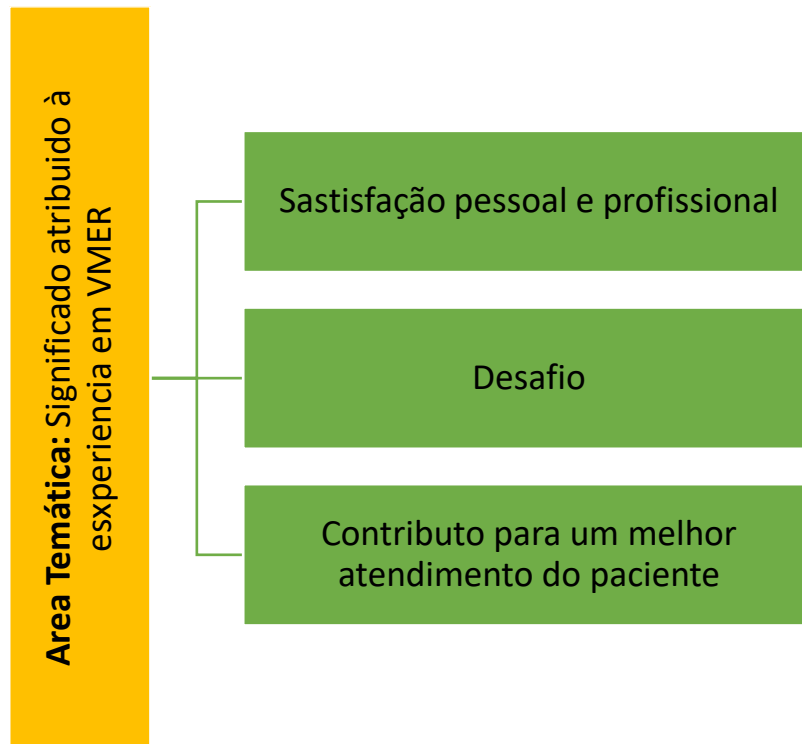 Area Temática: Significado atribuido à
esxperiencia em VMER
Sastisfação pessoal e profissional
Desafio
Contributo para um melhor
atendimento do paciente